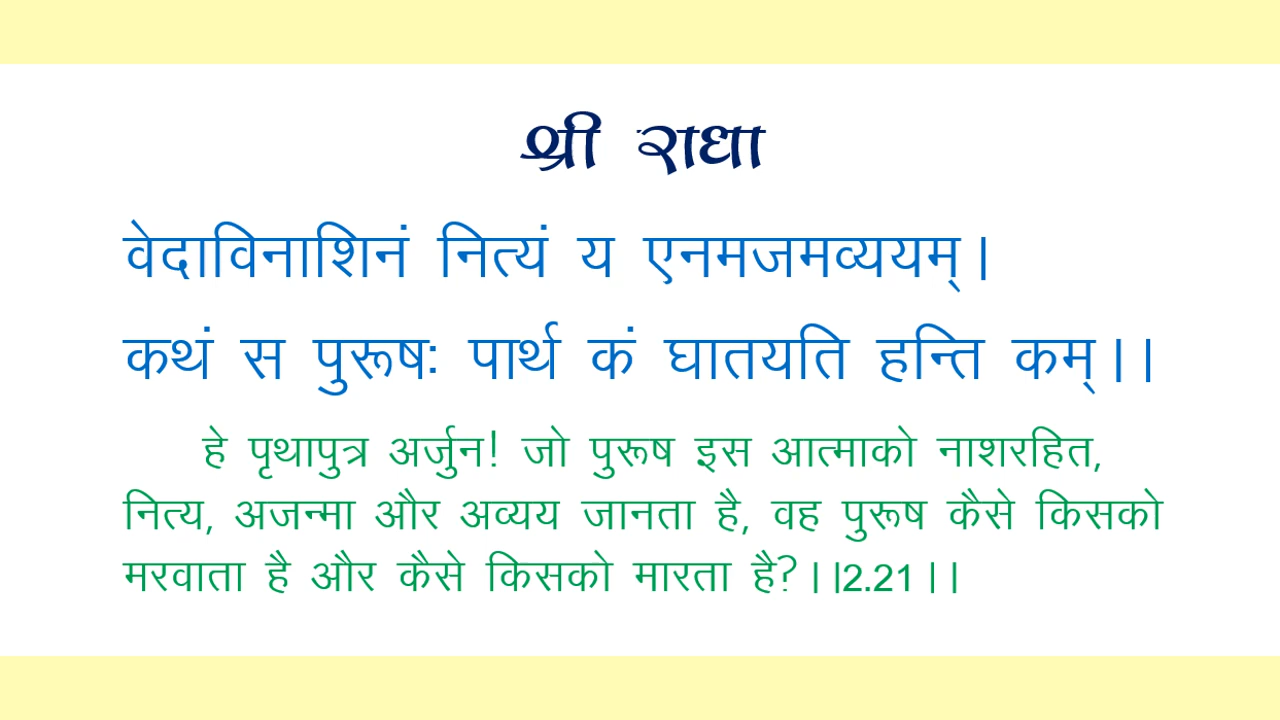 श्री राधा
वेदाविनाशिनं नित्यं य एनमजमव्ययम्।
कथं स पुरूषः पार्थ कं घातयति हन्ति कम्।।
हे पृथापुत्र अर्जुन! जो पुरूष इस आत्माको नाशरहित,
नित्य, अजन्मा और अव्यय जानता है, वह पुरूष कैसे किसको
मरवाता है और कैसे किसको मारता है?।।2.21।।